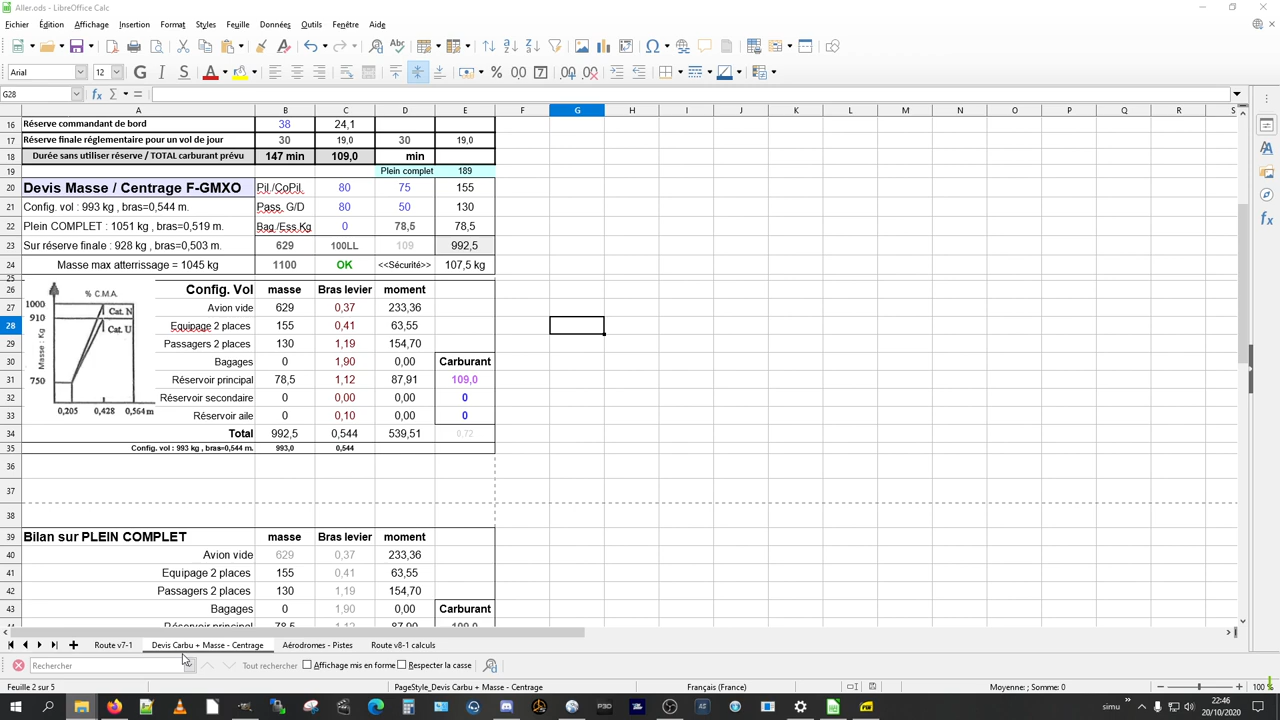 Aller.ods - LibreOffice Calc
Fichier Édition Affichage Insertion Format Styles Feuille Données Outils Fenêtre Aide
Arial 12 G I S A
G28
A B C D E F G H I J K L M N O P Q R S
16 Réserve commandant de bord 38 24,1
17 Réserve finale réglementaire pour un vol de jour 30 19,0 30 19,0
18 Durée sans utiliser réserve / TOTAL carburant prévu 147 min 109,0 min
19 Plein complet 189
20 Devis Masse / Centrage F-GMXO Pil./CoPil. 80 75 155
21 Config. vol : 993 kg , bras=0,544 m. Pass. G/D 80 50 130
22 Plein COMPLET : 1051 kg , bras=0,519 m. Bag./Ess.Kg 0 78,5 78,5
23 Sur réserve finale : 928 kg , bras=0,503 m. 629 100LL 109 992,5
24 Masse max atterrissage = 1045 kg 1100 OK <<Sécurité>> 107,5 kg
25
26 Config. Vol masse Bras levier moment
27 Avion vide 629 0,37 233,36
28 Equipage 2 places 155 0,41 63,55
29 Passagers 2 places 130 1,19 154,70
30 Bagages 0 1,90 0,00 Carburant
31 Réservoir principal 78,5 1,12 87,91 109,0
32 Réservoir secondaire 0 0,00 0,00 0
33 Réservoir aile 0 0,10 0,00 0
34 Total 992,5 0,544 539,51 0.72
35 Config. vol : 993 kg , bras=0,544 m. 993,0 0,544
% C.M.A.
1000
910
750
Masse : Kg
Cat. N
Cat. U
0,205 0,428 0,564 m
36
37
38
39 Bilan sur PLEIN COMPLET masse Bras levier moment
40 Avion vide 629 0,37 233,36
41 Equipage 2 places 155 0,41 63,55
42 Passagers 2 places 130 1,19 154,70
43 Bagages 0 1,90 0,00 Carburant
Route v7-1 Devis Carbu + Masse - Centrage Aérodromes - Pistes Route v8-1 calculs
Rechercher Tout rechercher Affichage mis en forme Respecter la casse
Feuille 2 sur 5 PageStyle_Devis Carbu + Masse - Centrage Français (France) Moyenne: ; Somme: 0 100 %
simu 22:46
20/10/2020